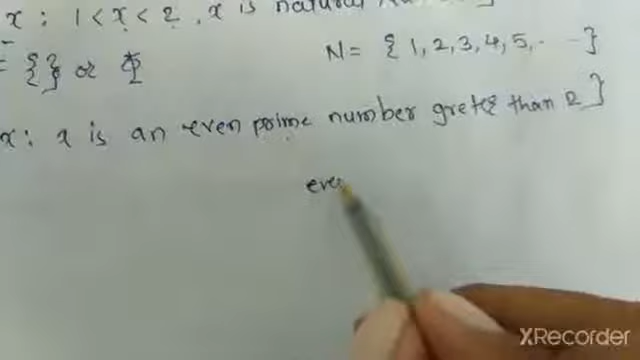 x : 1 < x < 2 , x is natural
= {} or Φ
N = { 1, 2, 3, 4, 5, . . . }
x : x is an even prime number greter than 2 }
eve
XRecorder